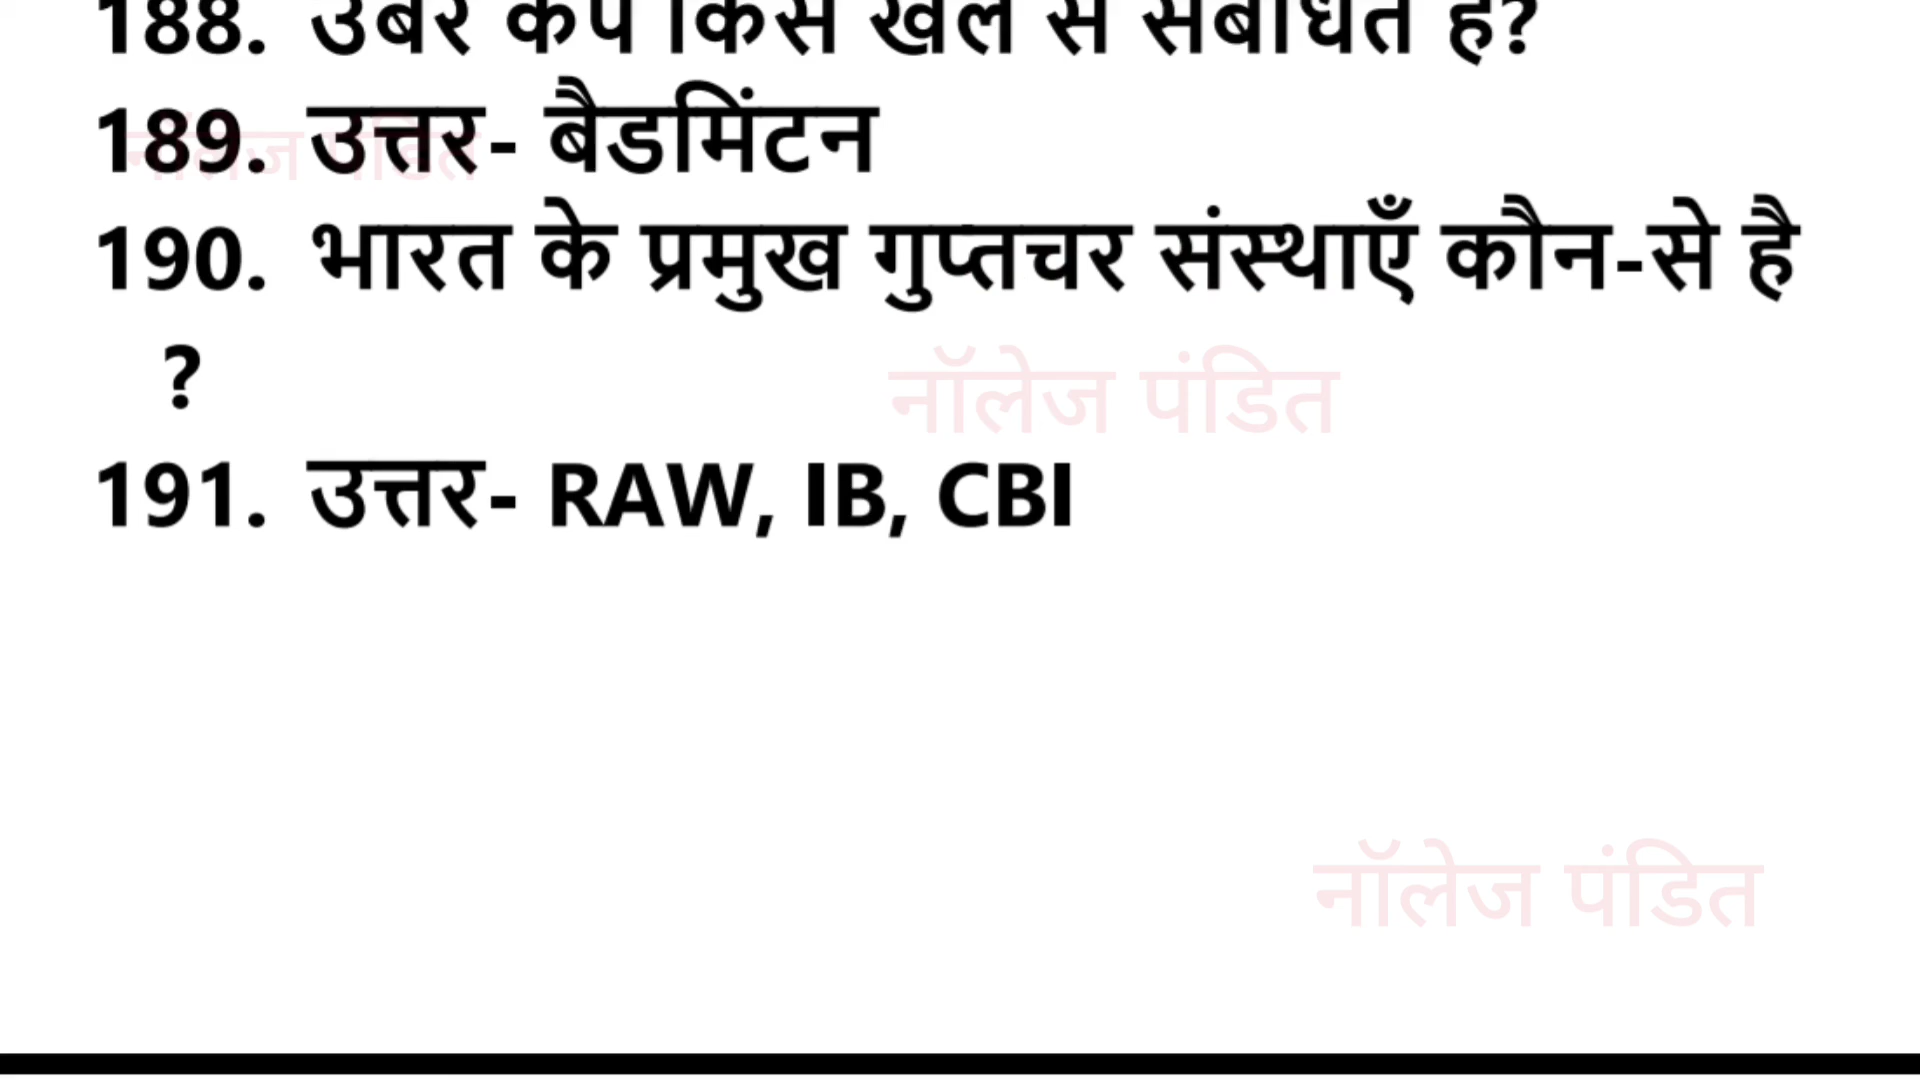 188. उबेर कप किस खेल से संबंधित है?
189. उत्तर- बैडमिंटन
नॉलेज पंडित
190. भारत के प्रमुख गुप्तचर संस्थाएँ कौन-से है
?
नॉलेज पंडित
191. उत्तर- RAW, IB, CBI
नॉलेज पंडित